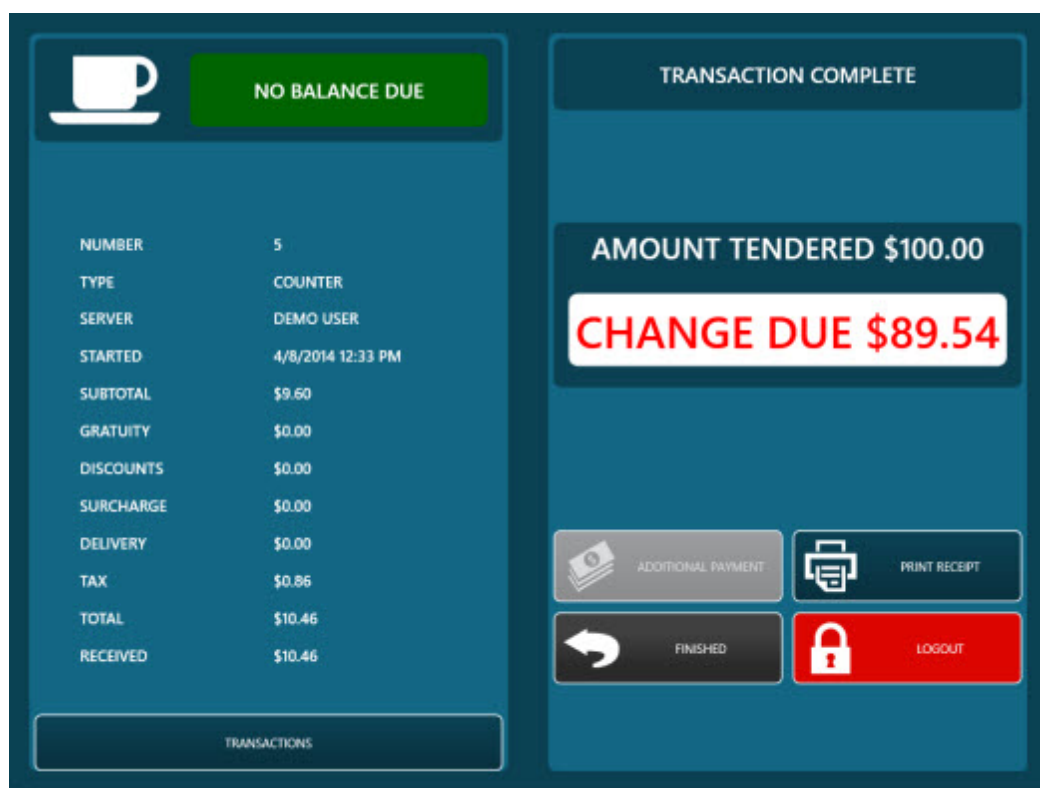 NO BALANCE DUE
NUMBER 5
TYPE COUNTER
SERVER DEMO USER
STARTED 4/8/2014 12:33 PM
SUBTOTAL $9.60
GRATUITY $0.00
DISCOUNTS $0.00
SURCHARGE $0.00
DELIVERY $0.00
TAX $0.86
TOTAL $10.46
RECEIVED $10.46
TRANSACTIONS
TRANSACTION COMPLETE
AMOUNT TENDERED $100.00
CHANGE DUE $89.54
ADDITIONAL PAYMENT
PRINT RECEIPT
FINISHED
LOGOUT